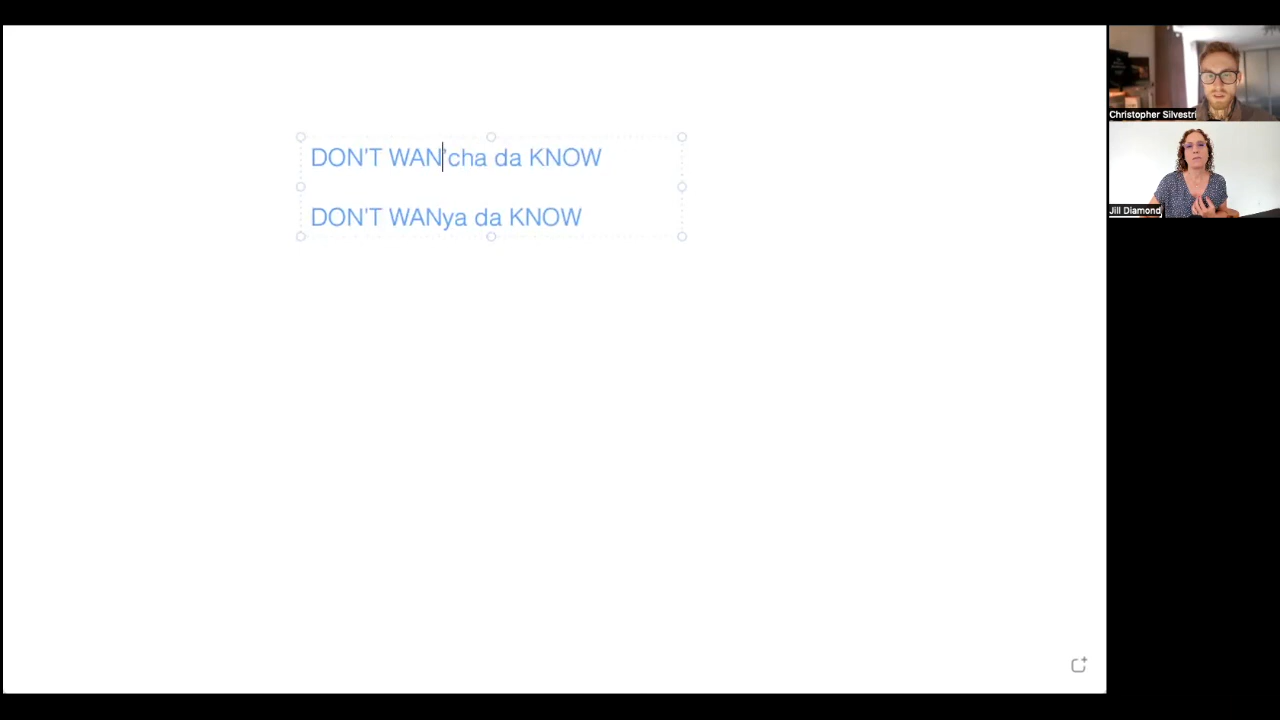 DON'T WAN'cha da KNOW
DON'T WANya da KNOW
Christopher Silvestri
Jill Diamond